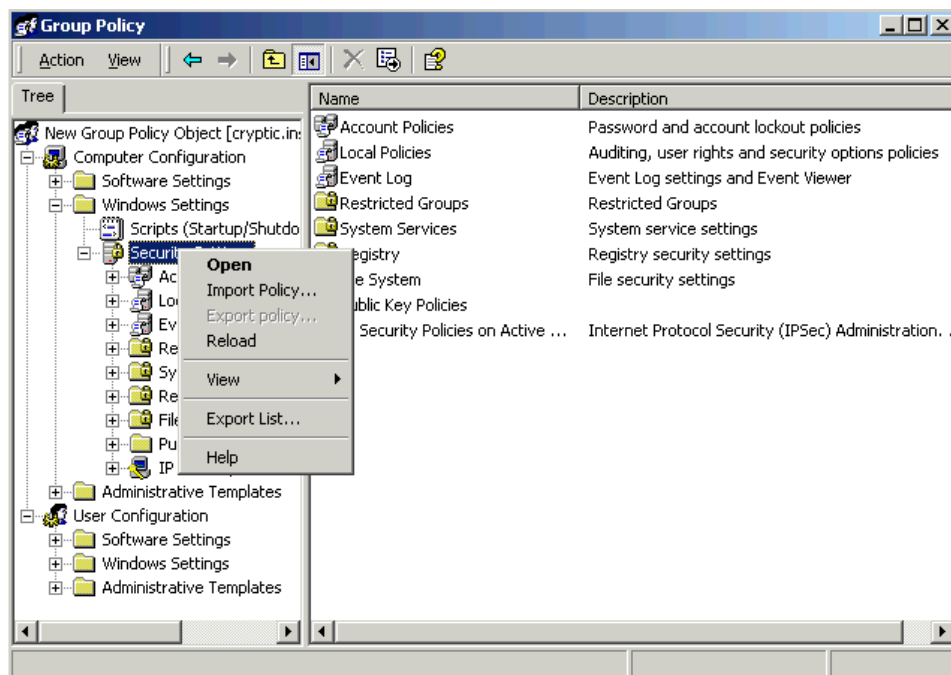 Group Policy
Action View
Tree
Name Description
New Group Policy Object [cryptic.in
Computer Configuration
Software Settings
Windows Settings
Scripts (Startup/Shutdo
Securit
Ac
Lo
Ev
Re
Sy
Re
File
Pu
IP
Administrative Templates
User Configuration
Software Settings
Windows Settings
Administrative Templates
Open
Import Policy...
Export policy...
Reload
View
Export List...
Help
Account Policies Password and account lockout policies
Local Policies Auditing, user rights and security options policies
Event Log Event Log settings and Event Viewer
Restricted Groups Restricted Groups
System Services System service settings
egistry Registry security settings
e System File security settings
ublic Key Policies
Security Policies on Active ... Internet Protocol Security (IPSec) Administration. .